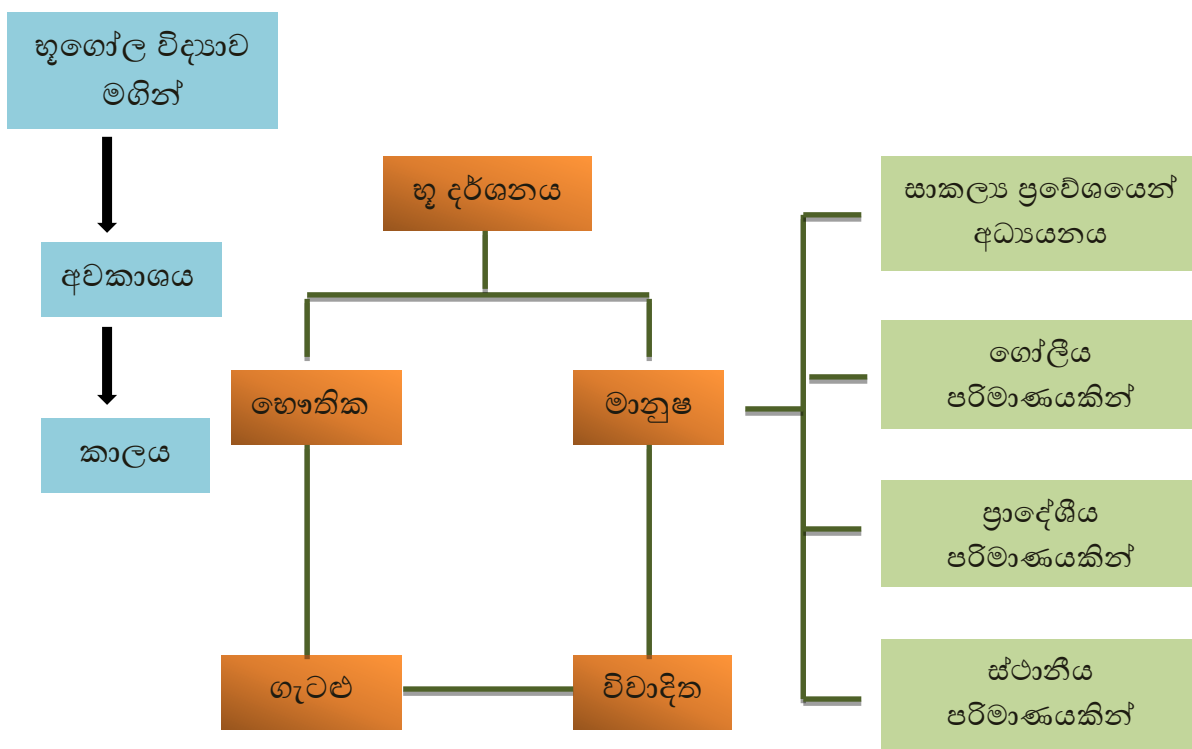 භූගෝල විද්‍යාව
මගින්
අවකාශය
කාලය
භූ දර්ශනය
භෞතික
මානුෂ
ගැටළු
විවාදිත
සාකල්‍ය ප්‍රවේශයෙන්
අධ්‍යයනය
ගෝලීය
පරිමාණයකින්
ප්‍රාදේශීය
පරිමාණයකින්
ස්ථානීය
පරිමාණයකින්